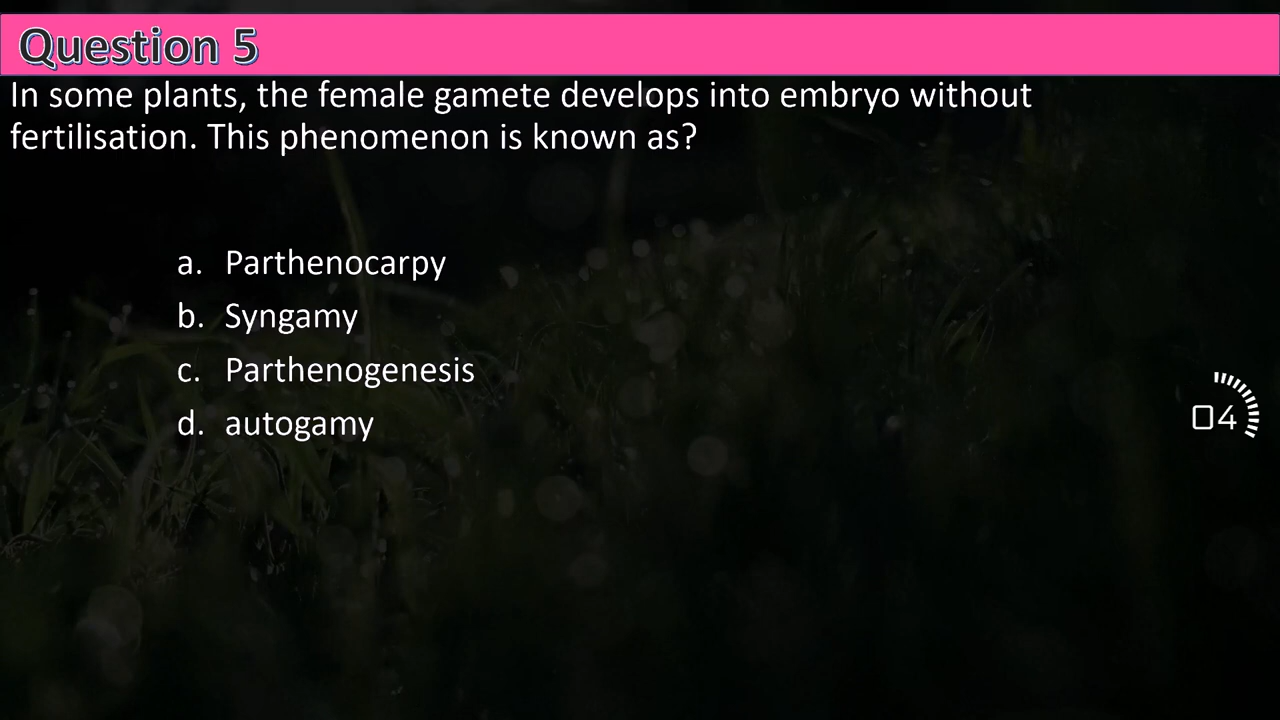 Question 5
In some plants, the female gamete develops into embryo without
fertilisation. This phenomenon is known as?
a. Parthenocarpy
b. Syngamy
c. Parthenogenesis
04
d. autogamy